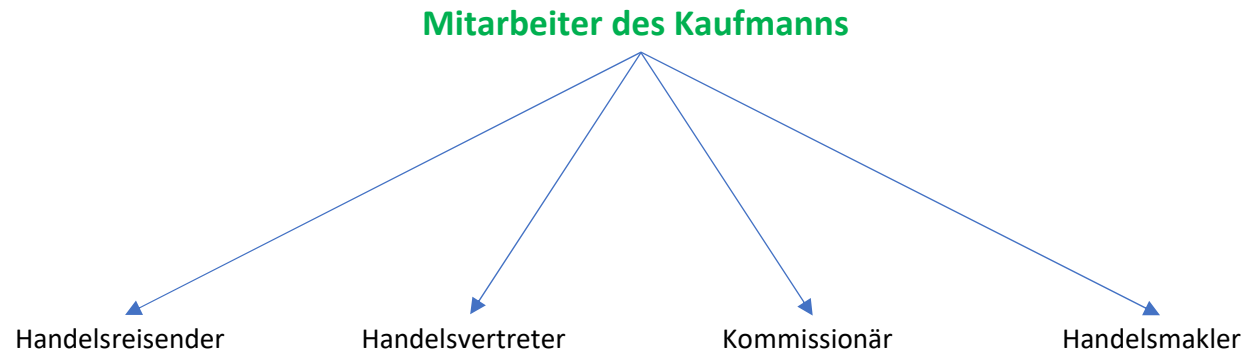 Mitarbeiter des Kaufmanns
Handelsreisender Handelsvertreter Kommissionär Handelsmakler